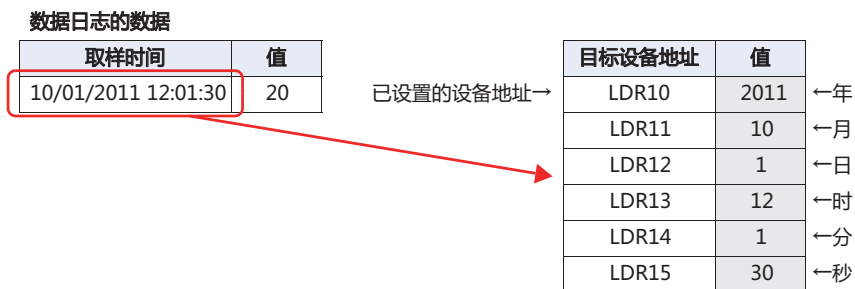 数据日志的数据
取样时间 值
10/01/2011 12:01:30 20
已设置的设备地址→
目标设备地址 值
LDR10 2011 ←年
LDR11 10 ←月
LDR12 1 ←日
LDR13 12 ←时
LDR14 1 ←分
LDR15 30 ←秒